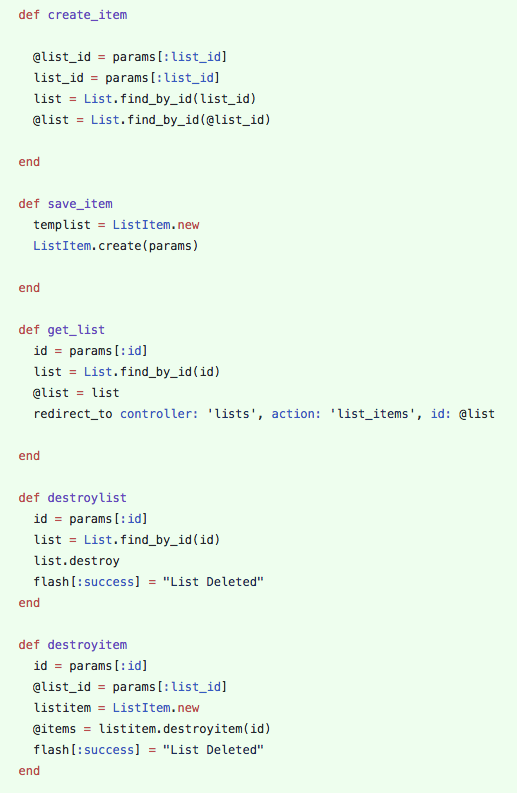 def create_item
@list_id = params[:list_id]
list_id = params[:list_id]
list = List.find_by_id(list_id)
@list = List.find_by_id(@list_id)
end
def save_item
templist = ListItem.new
ListItem.create(params)
end
def get_list
id = params[:id]
list = List.find_by_id(id)
@list = list
redirect_to controller: 'lists', action: 'list_items', id: @list
end
def destroylist
id = params[:id]
list = List.find_by_id(id)
list.destroy
flash[:success] = "List Deleted"
end
def destroyitem
id = params[:id]
@list_id = params[:list_id]
listitem = ListItem.new
@items = listitem.destroyitem(id)
flash[:success] = "List Deleted"
end